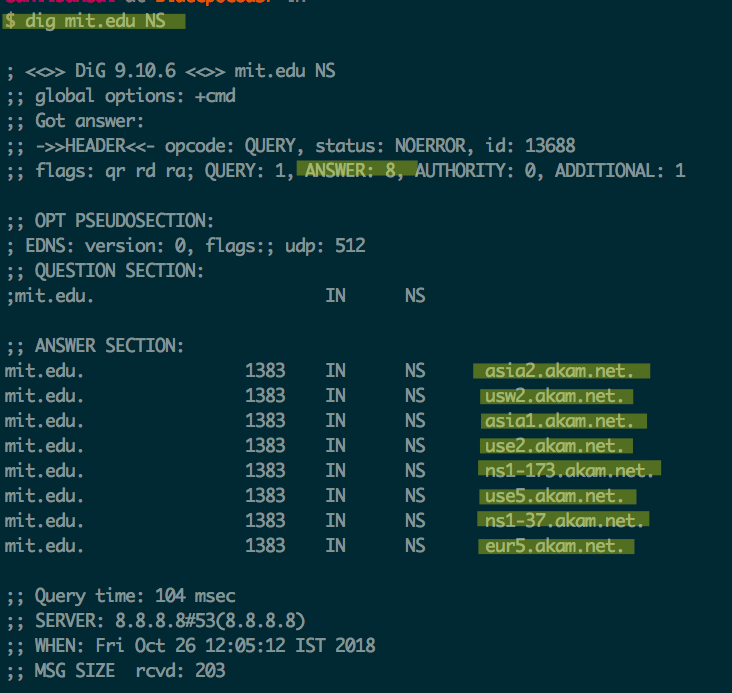 $ dig mit.edu NS
; <<>> DiG 9.10.6 <<>> mit.edu NS
;; global options: +cmd
;; Got answer:
;; ->>HEADER<<- opcode: QUERY, status: NOERROR, id: 13688
;; flags: qr rd ra; QUERY: 1, ANSWER: 8, AUTHORITY: 0, ADDITIONAL: 1
;; OPT PSEUDOSECTION:
; EDNS: version: 0, flags:; udp: 512
;; QUESTION SECTION:
;mit.edu. IN NS
;; ANSWER SECTION:
mit.edu. 1383 IN NS asia2.akam.net.
mit.edu. 1383 IN NS usw2.akam.net.
mit.edu. 1383 IN NS asia1.akam.net.
mit.edu. 1383 IN NS use2.akam.net.
mit.edu. 1383 IN NS ns1-173.akam.net.
mit.edu. 1383 IN NS use5.akam.net.
mit.edu. 1383 IN NS ns1-37.akam.net.
mit.edu. 1383 IN NS eur5.akam.net.
;; Query time: 104 msec
;; SERVER: 8.8.8.8#53(8.8.8.8)
;; WHEN: Fri Oct 26 12:05:12 IST 2018
;; MSG SIZE rcvd: 203